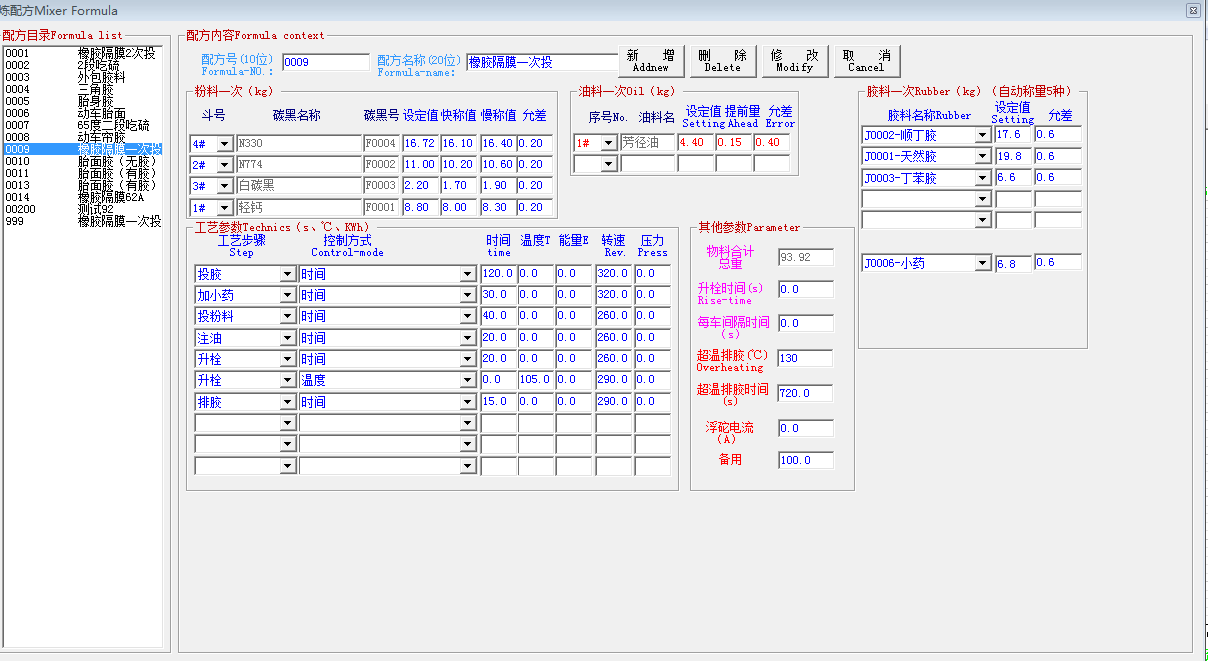 炼配方Mixer Formula
配方目录Formula list
0001 橡胶隔膜2次投
0002 2段吃硫
0003 外包胶料
0004 三角胶
0005 胎身胶
0006 动车胎面
0007 65度二段吃硫
0008 动车帘胶
0009 橡胶隔膜一次投
0010 胎面胶（无胶）
0011 胎面胶（有胶）
0013 胎面胶（有胶）
0014 橡胶隔膜62A
00200 测试92
999 橡胶隔膜一次投
配方内容Formula context
配方号(10位) 0009 配方名称(20位) 橡胶隔膜一次投
Formula-NO.: Formula-name:
新 增 删 除 修 改 取 消
Addnew Delete Modify Cancel
粉料一次（kg）
斗号 碳黑名称 碳黑号 设定值 快称值 慢称值 允差
4# N330 F0004 16.72 16.10 16.40 0.20
2# N774 F0002 11.00 10.20 10.60 0.20
3# 白碳黑 F0003 2.20 1.70 1.90 0.20
1# 轻钙 F0001 8.80 8.00 8.30 0.20
油料一次Oil（kg）
序号No. 油料名 设定值 提前量 允差
Setting Ahead Error
1# 芳径油 4.40 0.15 0.40
胶料一次Rubber（kg）（自动称量5种）
胶料名称Rubber 设定值 允差
Setting
J0002-顺丁胶 17.6 0.6
J0001-天然胶 19.8 0.6
J0003-丁苯胶 6.6 0.6
J0006-小药 6.8 0.6
工艺参数Technics（s、℃、KWh）
工艺步骤 控制方式 时间 温度T 能量E 转速 压力
Step Control-mode time Rev. Press
投胶 时间 120.0 0.0 0.0 320.0 0.0
加小药 时间 30.0 0.0 0.0 320.0 0.0
投粉料 时间 40.0 0.0 0.0 260.0 0.0
注油 时间 20.0 0.0 0.0 260.0 0.0
升栓 时间 20.0 0.0 0.0 260.0 0.0
升栓 温度 0.0 105.0 0.0 290.0 0.0
排胶 时间 15.0 0.0 0.0 290.0 0.0
其他参数Parameter
物料合计 93.92
总重
升栓时间(s) 0.0
Rise-time
每车间隔时间 0.0
(s)
超温排胶(℃) 130
Overheating
超温排胶时间 720.0
(s)
浮砣电流 0.0
(A)
备用 100.0